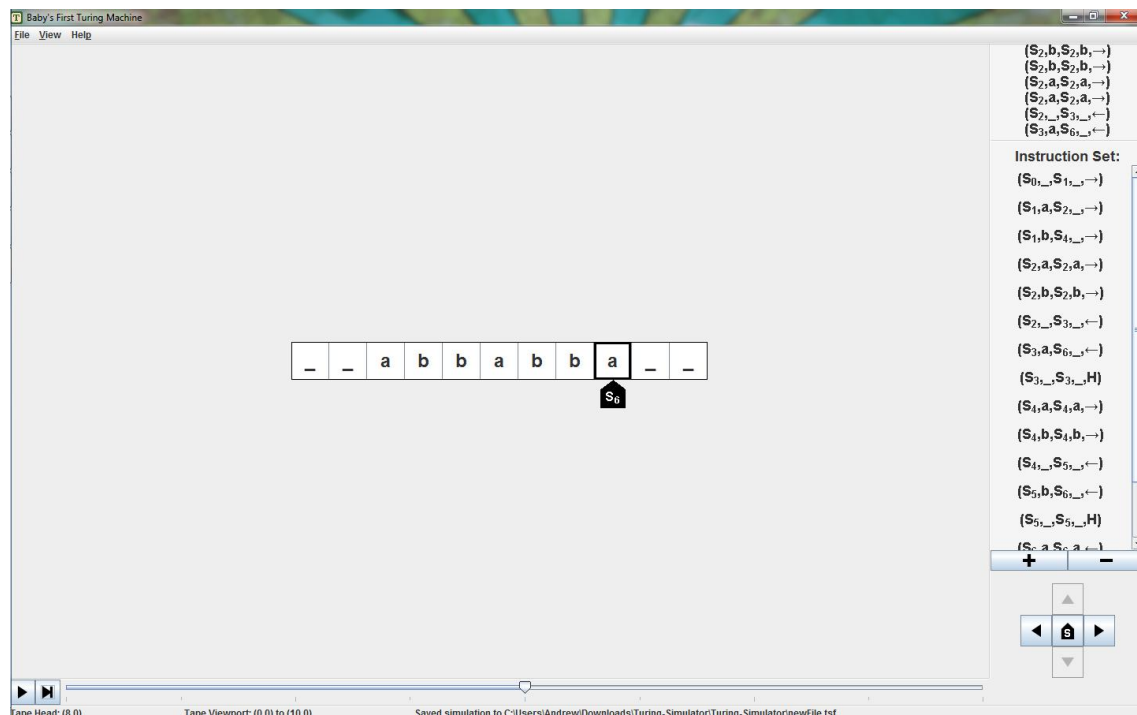 Baby's First Turing Machine
File View Help
(S₂,b,S₂,b,→)
(S₂,b,S₂,b,→)
(S₂,a,S₂,a,→)
(S₂,a,S₂,a,→)
(S₂,_,S₃,_,←)
(S₃,a,S₆,_,←)
Instruction Set:
(S₀,_,S₁,_,→)
(S₁,a,S₂,_,→)
(S₁,b,S₄,_,→)
(S₂,a,S₂,a,→)
(S₂,b,S₂,b,→)
(S₂,_,S₃,_,←)
(S₃,a,S₆,_,←)
(S₃,_,S₃,_,H)
(S₄,a,S₄,a,→)
(S₄,b,S₄,b,→)
(S₄,_,S₅,_,←)
(S₅,b,S₆,_,←)
(S₅,_,S₅,_,H)
(S₆,a,S₆,a,←)
_ _ a b b a b b a _ _
S₆
+ −
S
Tape Head: (8,0) Tape Viewport: (0,0) to (10,0) Saved simulation to C:\Users\Andrew\Downloads\Turing-Simulator\Turing-Simulator\newFile.tsf